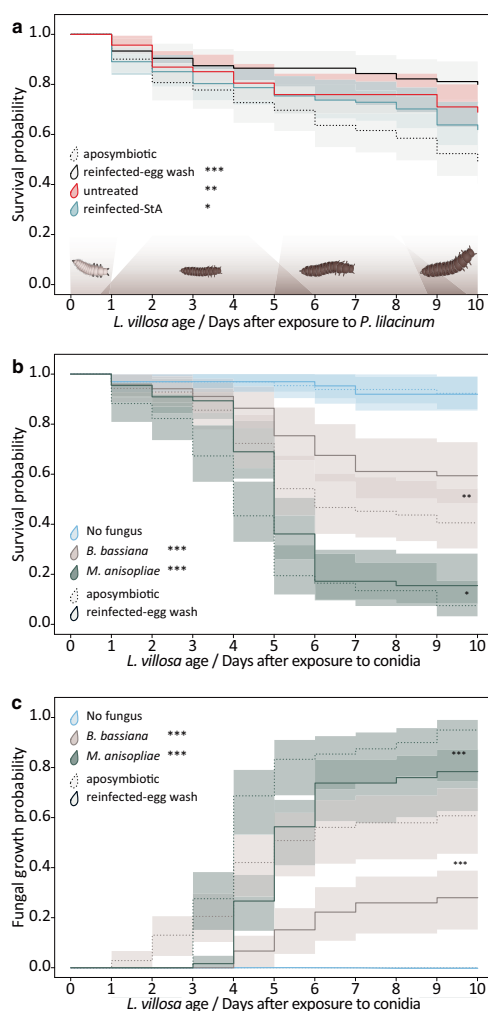 a
Survival probability
1.0
0.8
0.6
0.4
0.2
0.0
aposymbiotic
reinfected-egg wash ***
untreated **
reinfected-StA *
0 1 2 3 4 5 6 7 8 9 10
L. villosa age / Days after exposure to P. lilacinum
b
Survival probability
1.0
0.8
0.6
0.4
0.2
0.0
No fungus
B. bassiana ***
M. anisopliae ***
aposymbiotic
reinfected-egg wash
**
*
0 1 2 3 4 5 6 7 8 9 10
L. villosa age / Days after exposure to conidia
c
Fungal growth probability
1.0
0.8
0.6
0.4
0.2
0.0
No fungus
B. bassiana ***
M. anisopliae ***
aposymbiotic
reinfected-egg wash
***
***
0 1 2 3 4 5 6 7 8 9 10
L. villosa age / Days after exposure to conidia